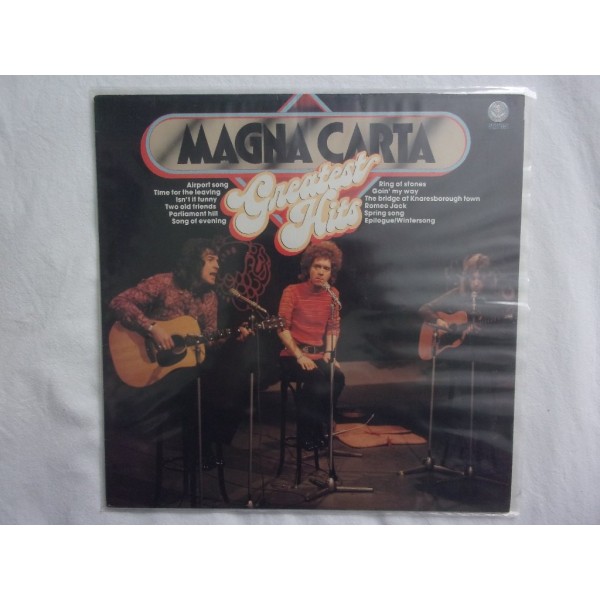 MAGNA CARTA
Greatest
Hits
Airport song
Time for the leaving
Isn't it funny
Two old friends
Parliament hill
Song of evening
Ring of stones
Goin' my way
The bridge at Knaresborough town
Romeo Jack
Spring song
Epilogue/Wintersong